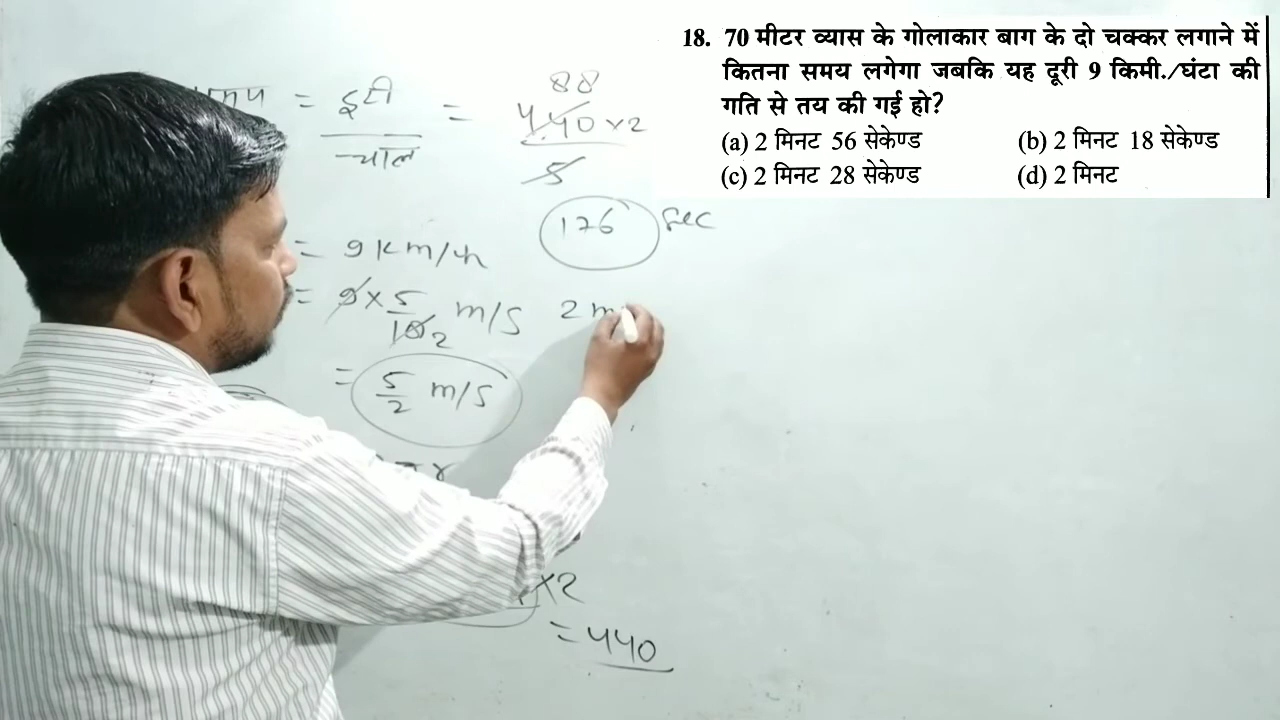 18. 70 मीटर व्यास के गोलाकार बाग के दो चक्कर लगाने में
कितना समय लगेगा जबकि यह दूरी 9 किमी./घंटा की
गति से तय की गई हो?
(a) 2 मिनट 56 सेकेण्ड (b) 2 मिनट 18 सेकेण्ड
(c) 2 मिनट 28 सेकेण्ड (d) 2 मिनट
88
= दूरी = 440×2
चाल 5
176 sec
= 9 km/h
= 9×5 m/s 2 m
18 2
= 5 m/s
2
×2
= 440